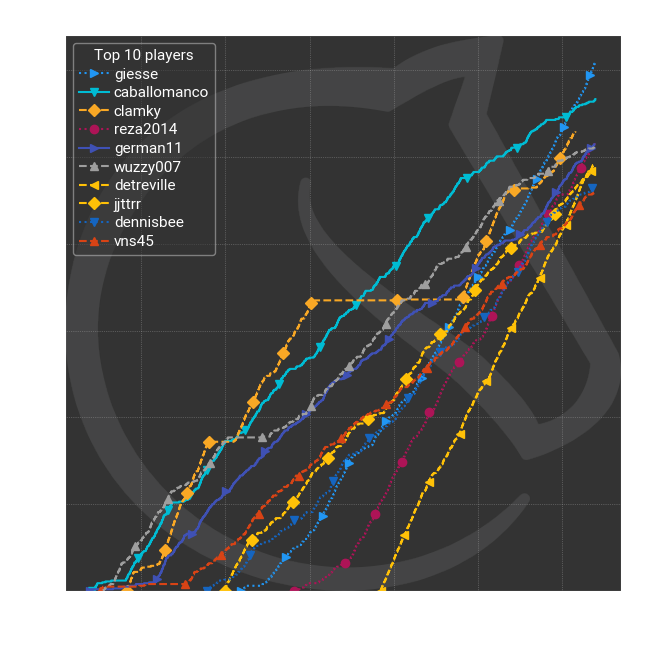 Top 10 players
giesse
caballomanco
clamky
reza2014
german11
wuzzy007
detreville
jjttrr
dennisbee
vns45